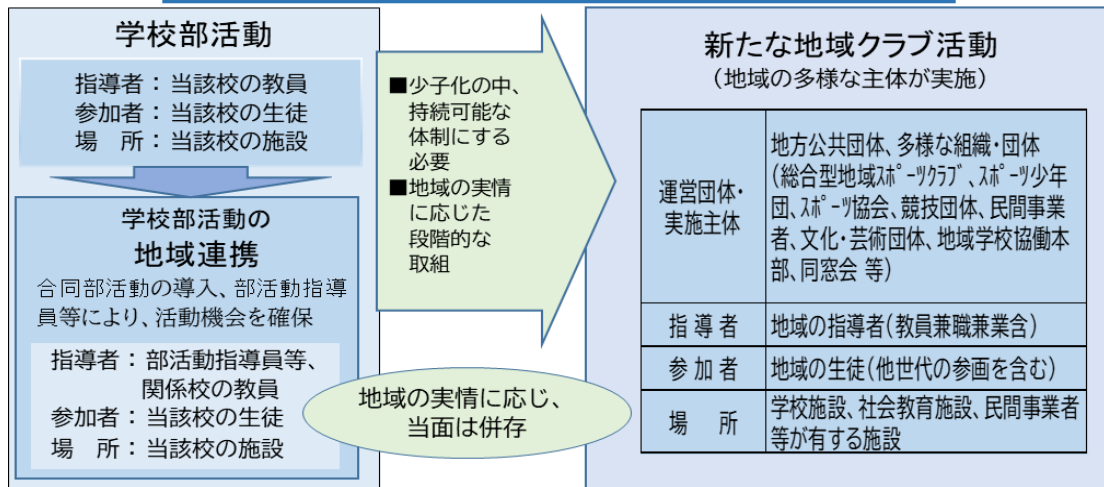 学校部活動
指導者：当該校の教員
参加者：当該校の生徒
場　所：当該校の施設
学校部活動の
地域連携
合同部活動の導入、部活動指導
員等により、活動機会を確保
指導者：部活動指導員等、
関係校の教員
参加者：当該校の生徒
場　所：当該校の施設
■少子化の中、
持続可能な
体制にする
必要
■地域の実情
に応じた
段階的な
取組
地域の実情に応じ、
当面は併存
新たな地域クラブ活動
（地域の多様な主体が実施）
運営団体・
実施主体
地方公共団体、多様な組織・団体
(総合型地域ｽﾎﾟｰﾂｸﾗﾌﾞ、ｽﾎﾟｰﾂ少年
団、ｽﾎﾟｰﾂ協会、競技団体、民間事業
者、文化・芸術団体、地域学校協働本
部、同窓会 等)
指 導 者
地域の指導者(教員兼職兼業含)
参 加 者
地域の生徒(他世代の参画を含む)
場　所
学校施設、社会教育施設、民間事業者
等が有する施設